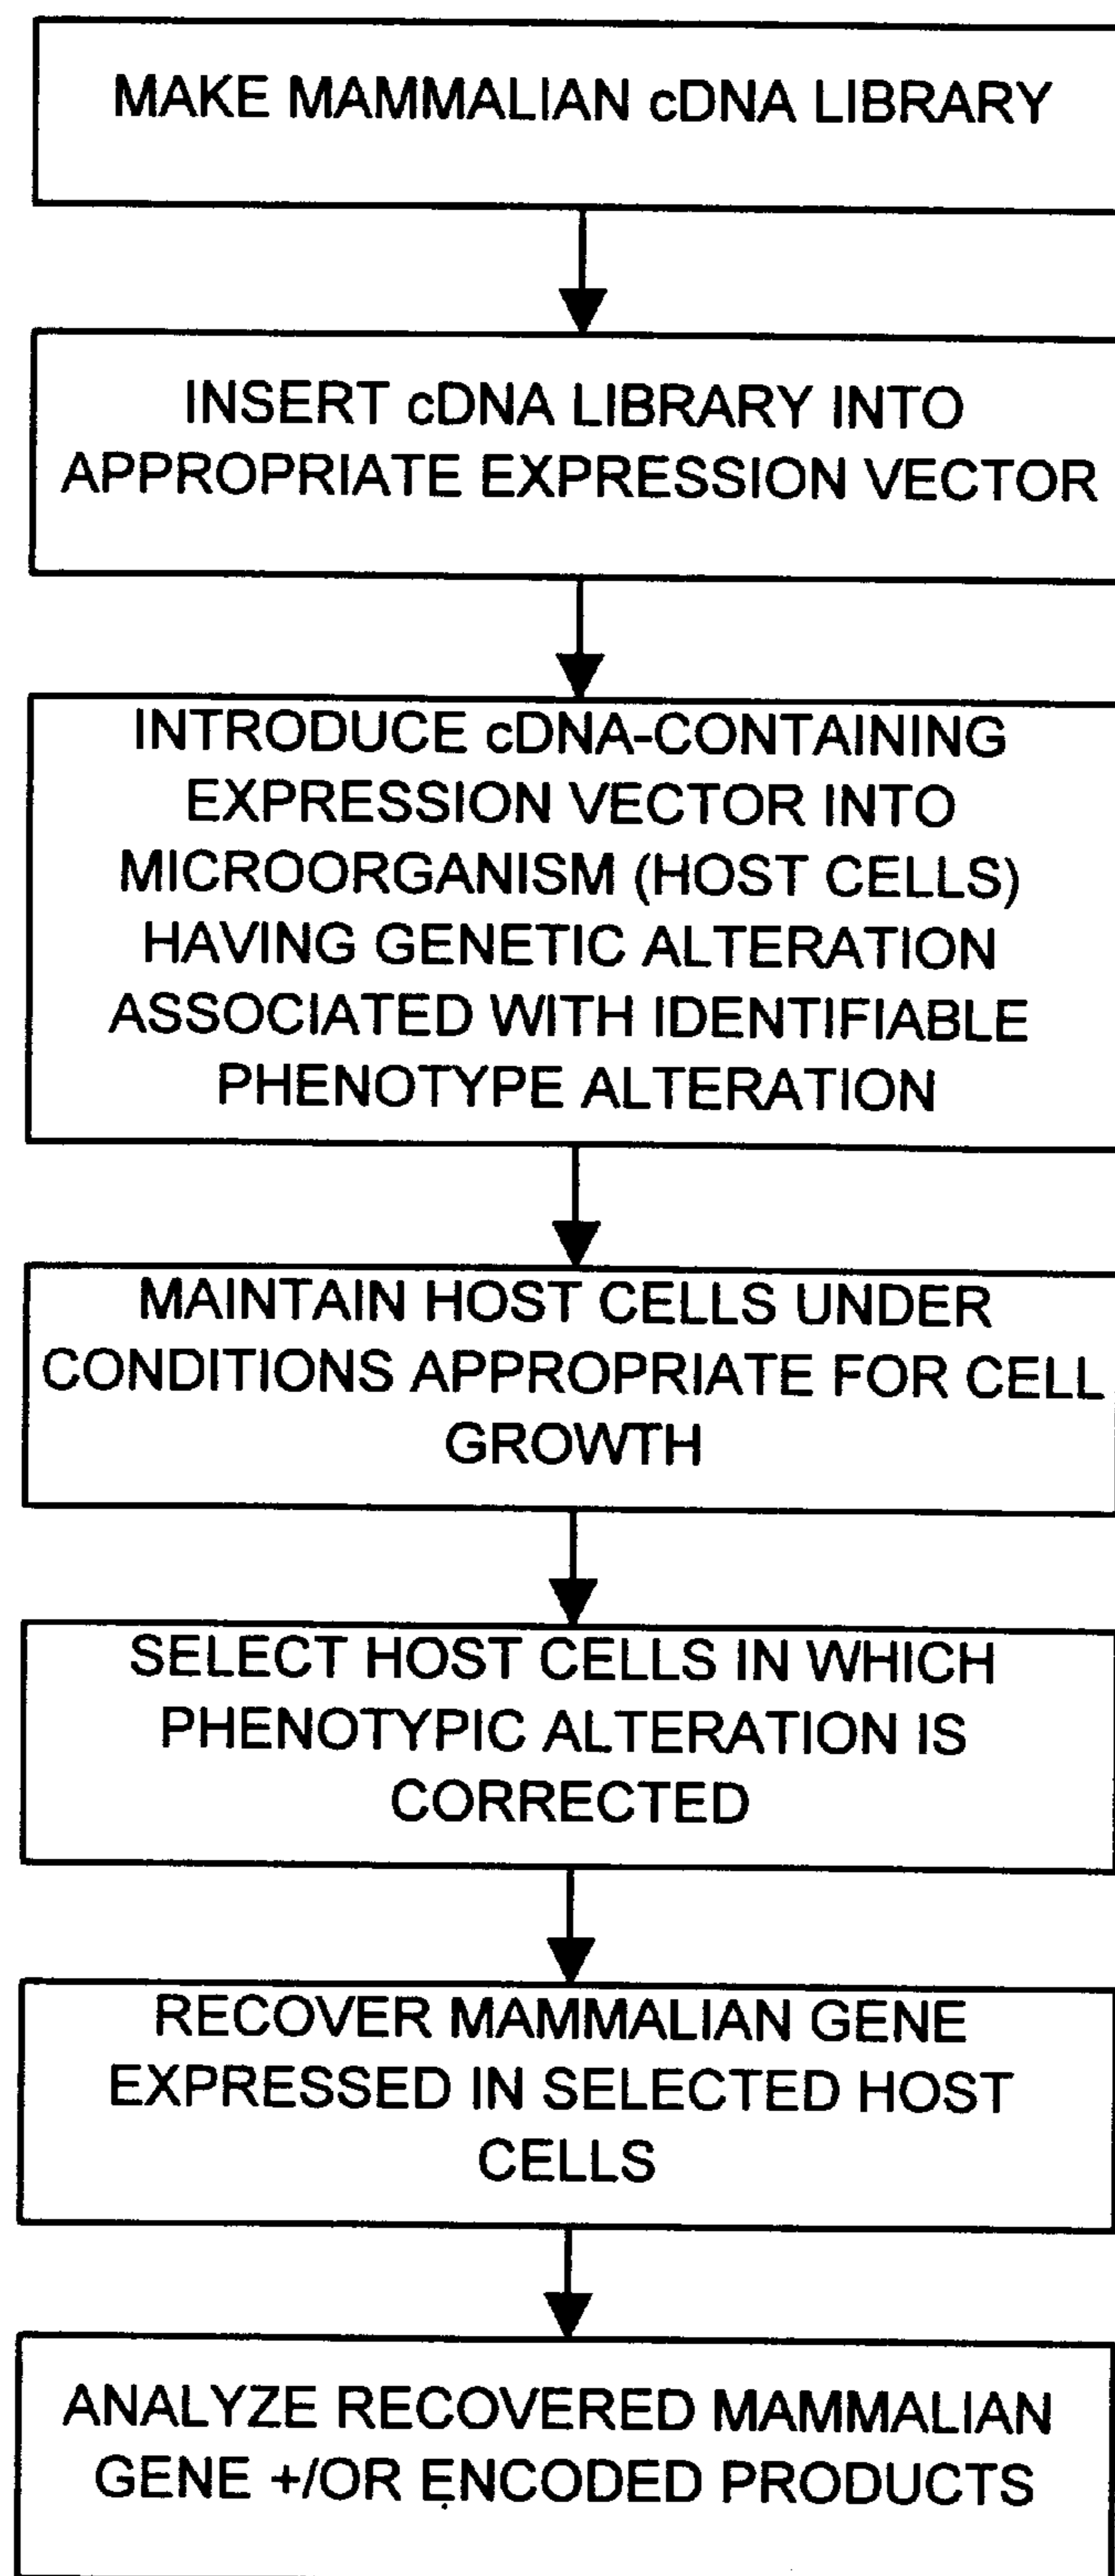 MAKE MAMMALIAN cDNA LIBRARY
INSERT cDNA LIBRARY INTO
APPROPRIATE EXPRESSION VECTOR
INTRODUCE cDNA-CONTAINING
EXPRESSION VECTOR INTO
MICROORGANISM (HOST CELLS)
HAVING GENETIC ALTERATION
ASSOCIATED WITH IDENTIFIABLE
PHENOTYPE ALTERATION
MAINTAIN HOST CELLS UNDER
CONDITIONS APPROPRIATE FOR CELL
GROWTH
SELECT HOST CELLS IN WHICH
PHENOTYPIC ALTERATION IS
CORRECTED
RECOVER MAMMALIAN GENE
EXPRESSED IN SELECTED HOST
CELLS
ANALYZE RECOVERED MAMMALIAN
GENE +/OR ENCODED PRODUCTS